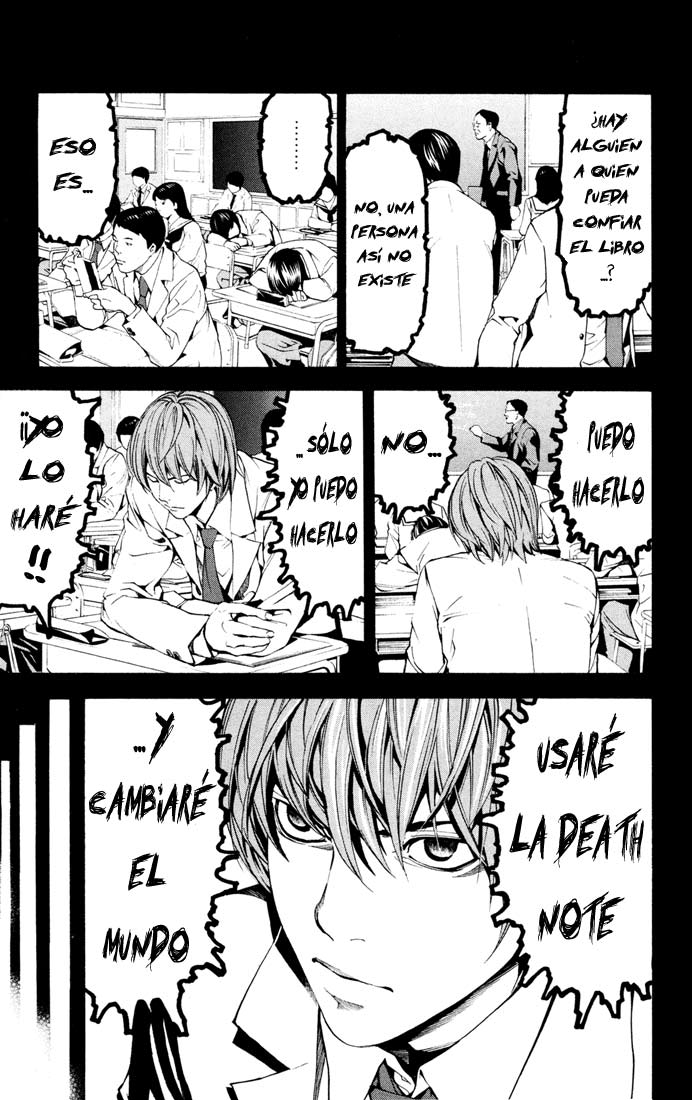 ¿HAY
ALGUIEN
A QUIEN
PUEDA
CONFIAR
EL LIBRO
...?
NO, UNA
PERSONA
ASÍ NO
EXISTE
.........
ESO
ES...
PUEDO
HACERLO
NO...
... SÓLO
YO PUEDO
HACERLO
¡¡YO
LO
HARÉ
!!
USARÉ
LA DEATH
NOTE
...Y
CAMBIARÉ
EL
MUNDO